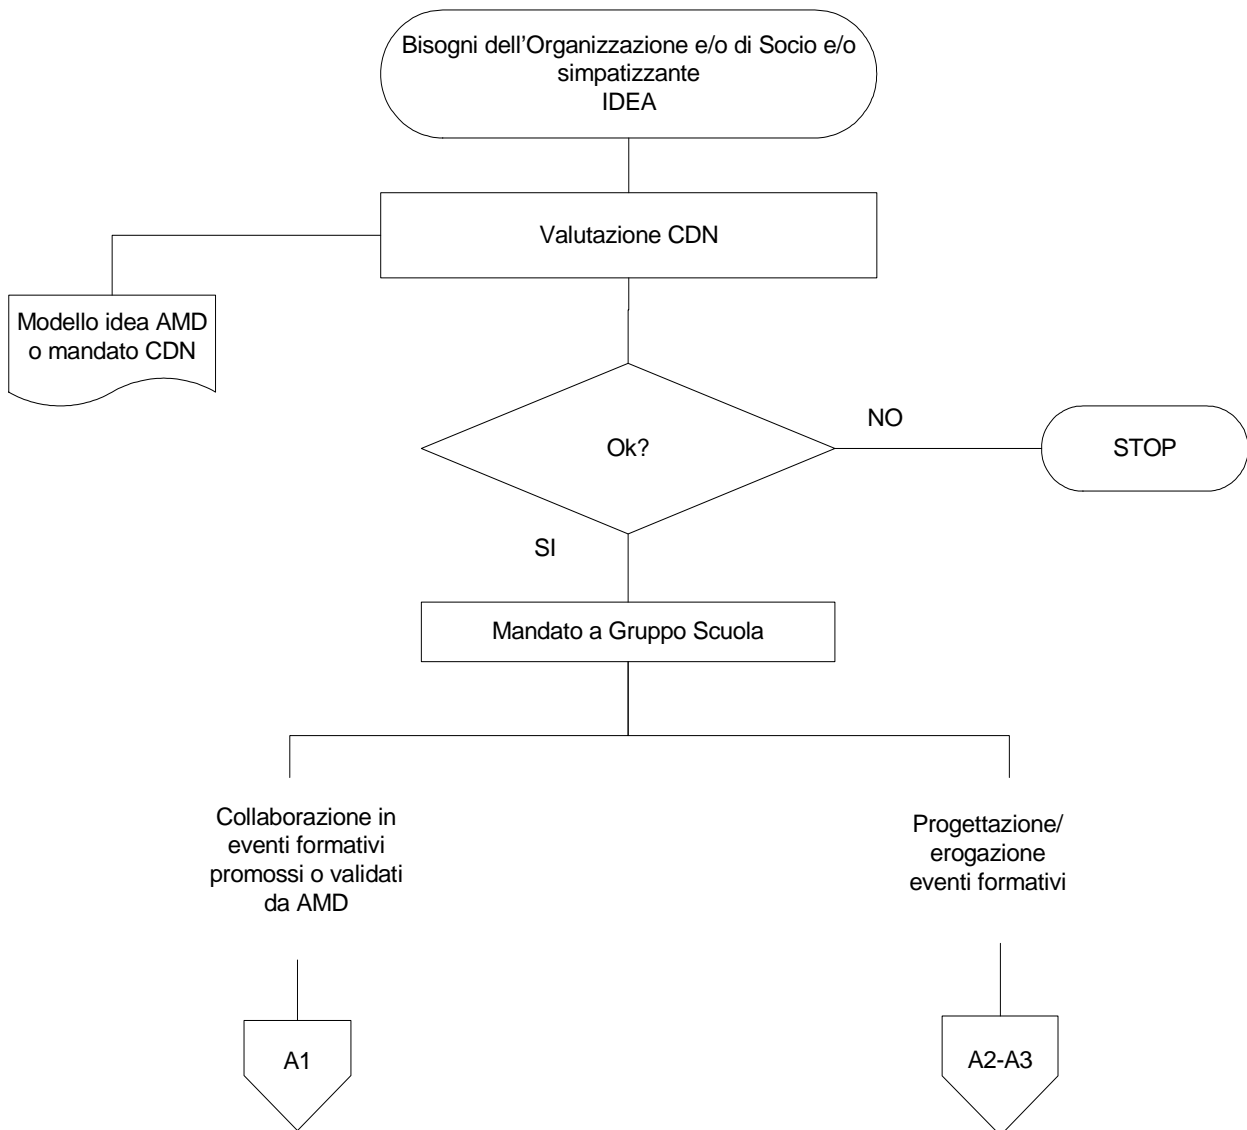 Bisogni dell’Organizzazione e/o di Socio e/o
simpatizzante
IDEA
Valutazione CDN
Modello idea AMD
o mandato CDN
Ok?
NO
STOP
SI
Mandato a Gruppo Scuola
Collaborazione in
eventi formativi
promossi o validati
da AMD
Progettazione/
erogazione
eventi formativi
A1
A2-A3